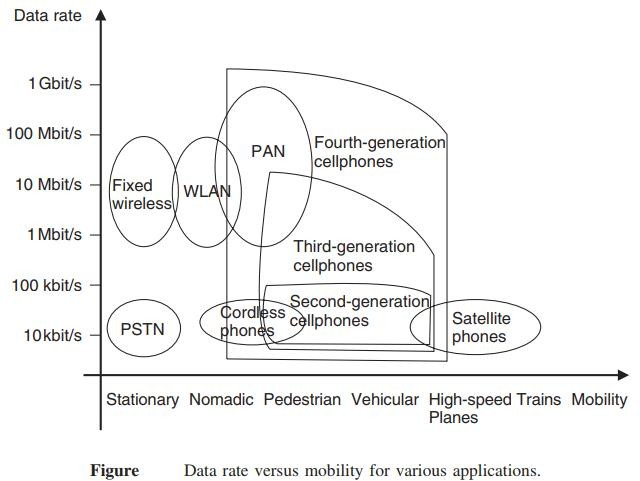 Data rate
1 Gbit/s
100 Mbit/s
10 Mbit/s
1 Mbit/s
100 kbit/s
10 kbit/s
PAN
Fourth-generation
cellphones
Fixed
wireless
WLAN
Third-generation
cellphones
Second-generation
cellphones
Cordless
phones
PSTN
Satellite
phones
Stationary Nomadic Pedestrian Vehicular High-speed Trains Mobility
Planes
Figure Data rate versus mobility for various applications.